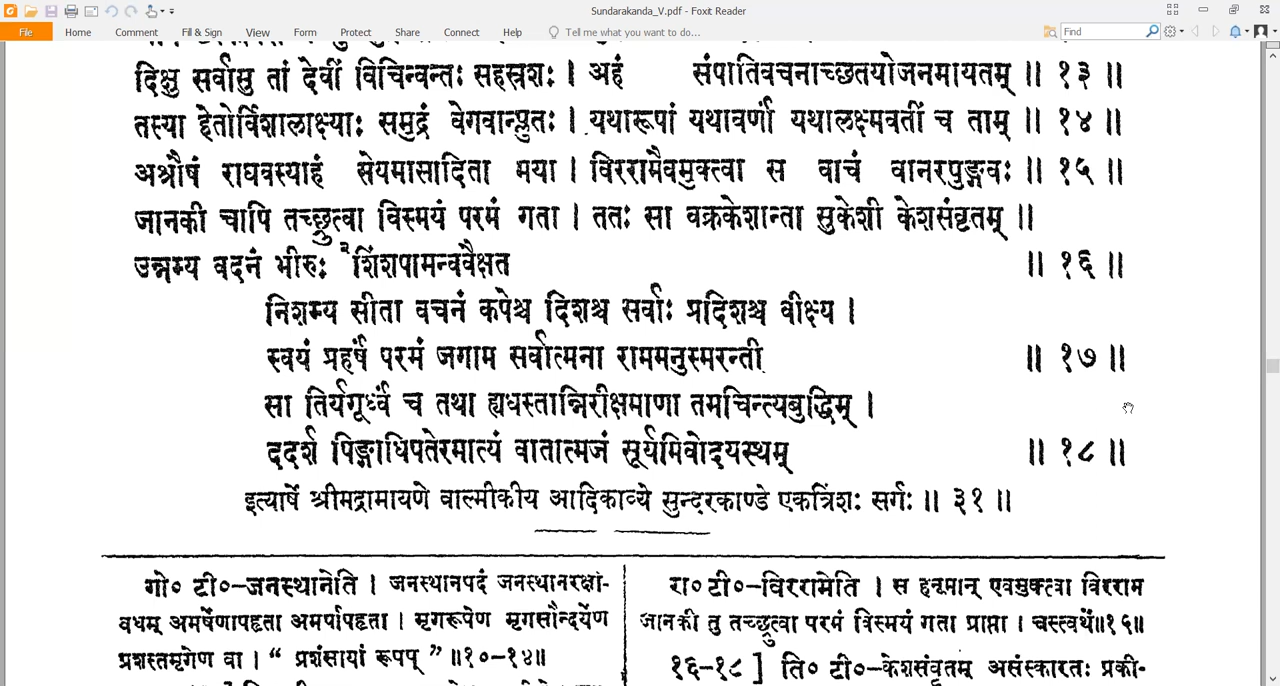 Sundarakanda_V.pdf - Foxit Reader
File Home Comment Fill & Sign View Form Protect Share Connect Help Tell me what you want to do... Find
दिक्षु सर्वासु तां देवीं विचिन्वन्तः सहस्रशः । अहं संपातिवचनाच्छतयोजनमायतम् ॥ १३ ॥
तस्या हेतोर्विशालाक्ष्याः समुद्रं वेगवान्प्लुतः । यथारूपां यथावर्णां यथालक्ष्मवतीं च ताम् ॥ १४ ॥
अश्रौषं राघवस्याहं सेयमासादिता मया । विररामैवमुक्त्वा स वाचं वानरपुङ्गवः ॥ १५ ॥
जानकी चापि तच्छ्रुत्वा विस्मयं परमं गता । ततः सा वक्रकेशान्ता सुकेशी केशसंवृतम् ॥
उन्नम्य वदनं भीरुः २शिंशपामन्ववैक्षत ॥ १६ ॥
निशम्य सीता वचनं कपेश्च दिशश्च सर्वाः प्रदिशश्च वीक्ष्य ।
स्वयं प्रहर्षं परमं जगाम सर्वात्मना राममनुस्मरन्ती ॥ १७ ॥
सा तिर्यगूर्ध्वं च तथा ह्यधस्तान्निरीक्षमाणा तमचिन्त्यबुद्धिम् ।
ददर्श पिङ्गाधिपतेरमात्यं वातात्मजं सूर्यमिवोदयस्थम् ॥ १८ ॥
इत्यार्षे श्रीमद्रामायणे वाल्मीकीय आदिकाव्ये सुन्दरकाण्डे एकत्रिंशः सर्गः ॥ ३१ ॥
गो० टी०-जनस्थानेति । जनस्थानपदं जनस्थानरक्षां-
वधम् अमर्षेणापहृता अमर्षापहृता । मृगरूपेण मृगसौन्दर्येण
प्रशस्तमृगेण वा । “ प्रशंसायां रूपप् ” ॥१०-१४॥
रा० टी०-विररामेति । स हनूमान् एवमुक्त्वा विरराम
जानकी तु तच्छ्रुत्वा परमं विस्मयं गता प्राप्ता । चस्त्वर्थे॥१५॥
१६-१८ ] ति० टी०-केशसंवृतम् असंस्कारतः प्रकी-